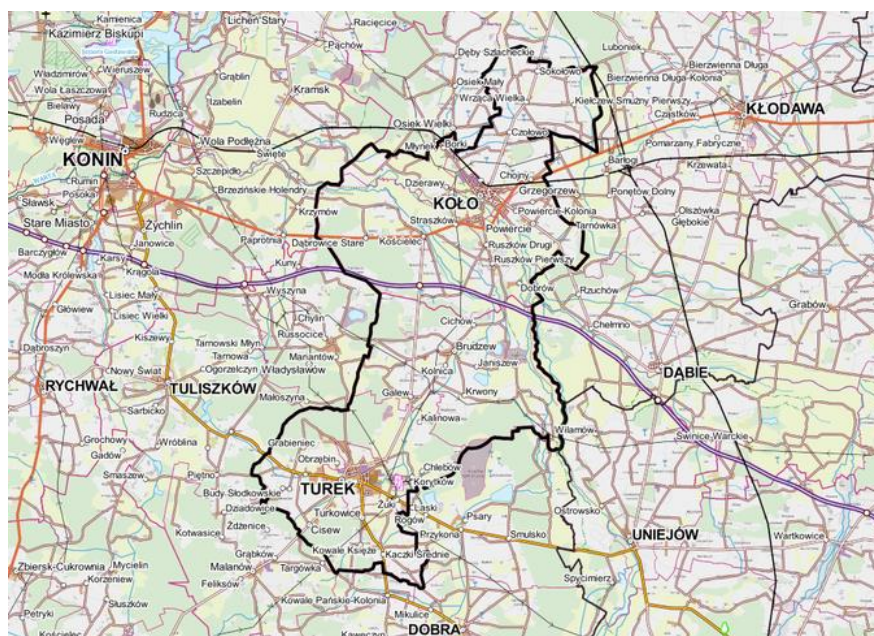 Kamienica
Kazimierz Biskupi
Lichen Stary
Racięcice
Pąchów
Dęby Szlacheckie
Luboniek
Bierzwienna Długa
Bierzwienna Długa-Kolonia
Sokołowo
Osiek Mały
Wrząca Wielka
Kiełczew Smużny Pierwszy
Cząstków
KŁODAWA
Władzimirów
Wieruszew
Wola Łaszczowa
Bielawy
Posada
Węglew
Grąblin
Izabelin
Kramsk
Rudzica
Wola Podłężna
Osiek Wielki
Święte
Młynek
Borki
Czołowo
Pomarzany Fabryczne
Krzewata
Barłogi
Chojny
KONIN
Szczepidło
Rumin
Posoka
Sławsk
Stare Miasto
Żychlin
Brzezińskie Holendry
Dzierawy
KOŁO
Grzegorzew
Ponętów Dolny
Olszówka
Głębokie
Powiercie-Kolonia
Powiercie
Tarnówka
Krzymów
Straszków
Kościelec
Dąbrowice Stare
Paprotnia
Janowice
Barczygłów
Karsy
Modła Królewska
Krągola
Kuny
Ruszków Drugi
Ruszków Pierwszy
Dobrów
Rzuchów
Grabów
Lisiec Mały
Wyszyna
Główiew
Lisiec Wielki
Chylin
Russocice
Cichów
Chełmno
Dąbroszyn
Kiszewy
Tarnowski Młyn
Tarnowa
Ogorzelczyn
Mariantów
Władysławów
Brudzew
Janiszew
Kolnica
DĄBIE
RYCHWAŁ
Nowy Świat
TULISZKÓW
Sarbicko
Małoszyna
Galew
Krwony
Kalinowa
Grochowy
Gadów
Wróblina
Grabieniec
Wilamów
Świnice Warckie
Smaszew
Piętno
Obrzębin
Chlebów
Budy Słodkowskie
TUREK
Korytków
Dziadowice
Żuki
Kotwasice
Żdżenice
Turkowice
Cisew
Rogów
Łaski
Psary
Smulsko
Ostrowsko
Wartkowice
UNIEJÓW
Przykona
Kowale Księże
Kaczki Średnie
Grąbków
Malanów
Targówka
Feliksów
Zbiersk-Cukrownia
Mycielin
Korzeniew
Słuszków
Petryki
Kościelec
Kowale Pańskie-Kolonia
Mikulice
Kawęczyn
DOBRA
Spycimierz